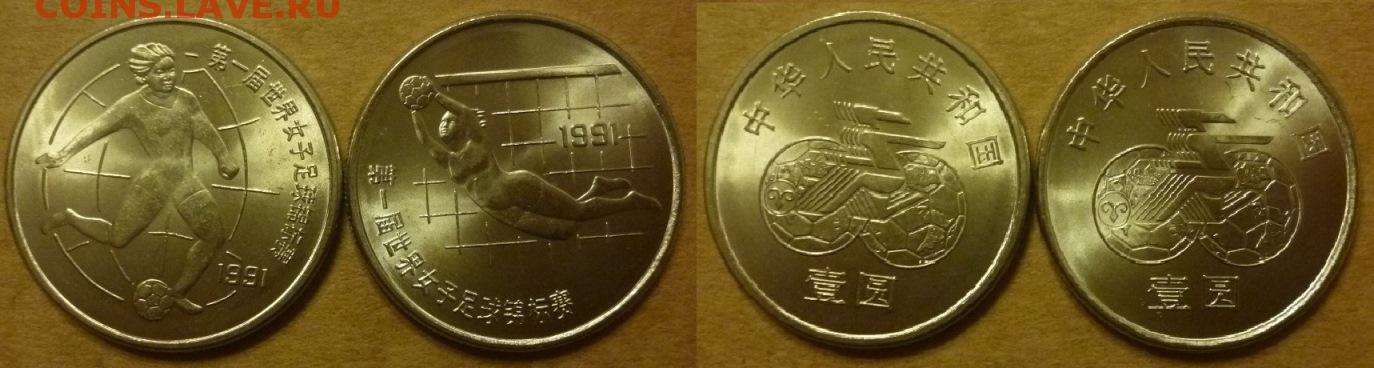 COINS.LAVE.RU
第一届世界女子足球锦标赛
1991
1991
第一届世界女子足球锦标赛
中华人民共和国
壹圆
中华人民共和国
壹圆